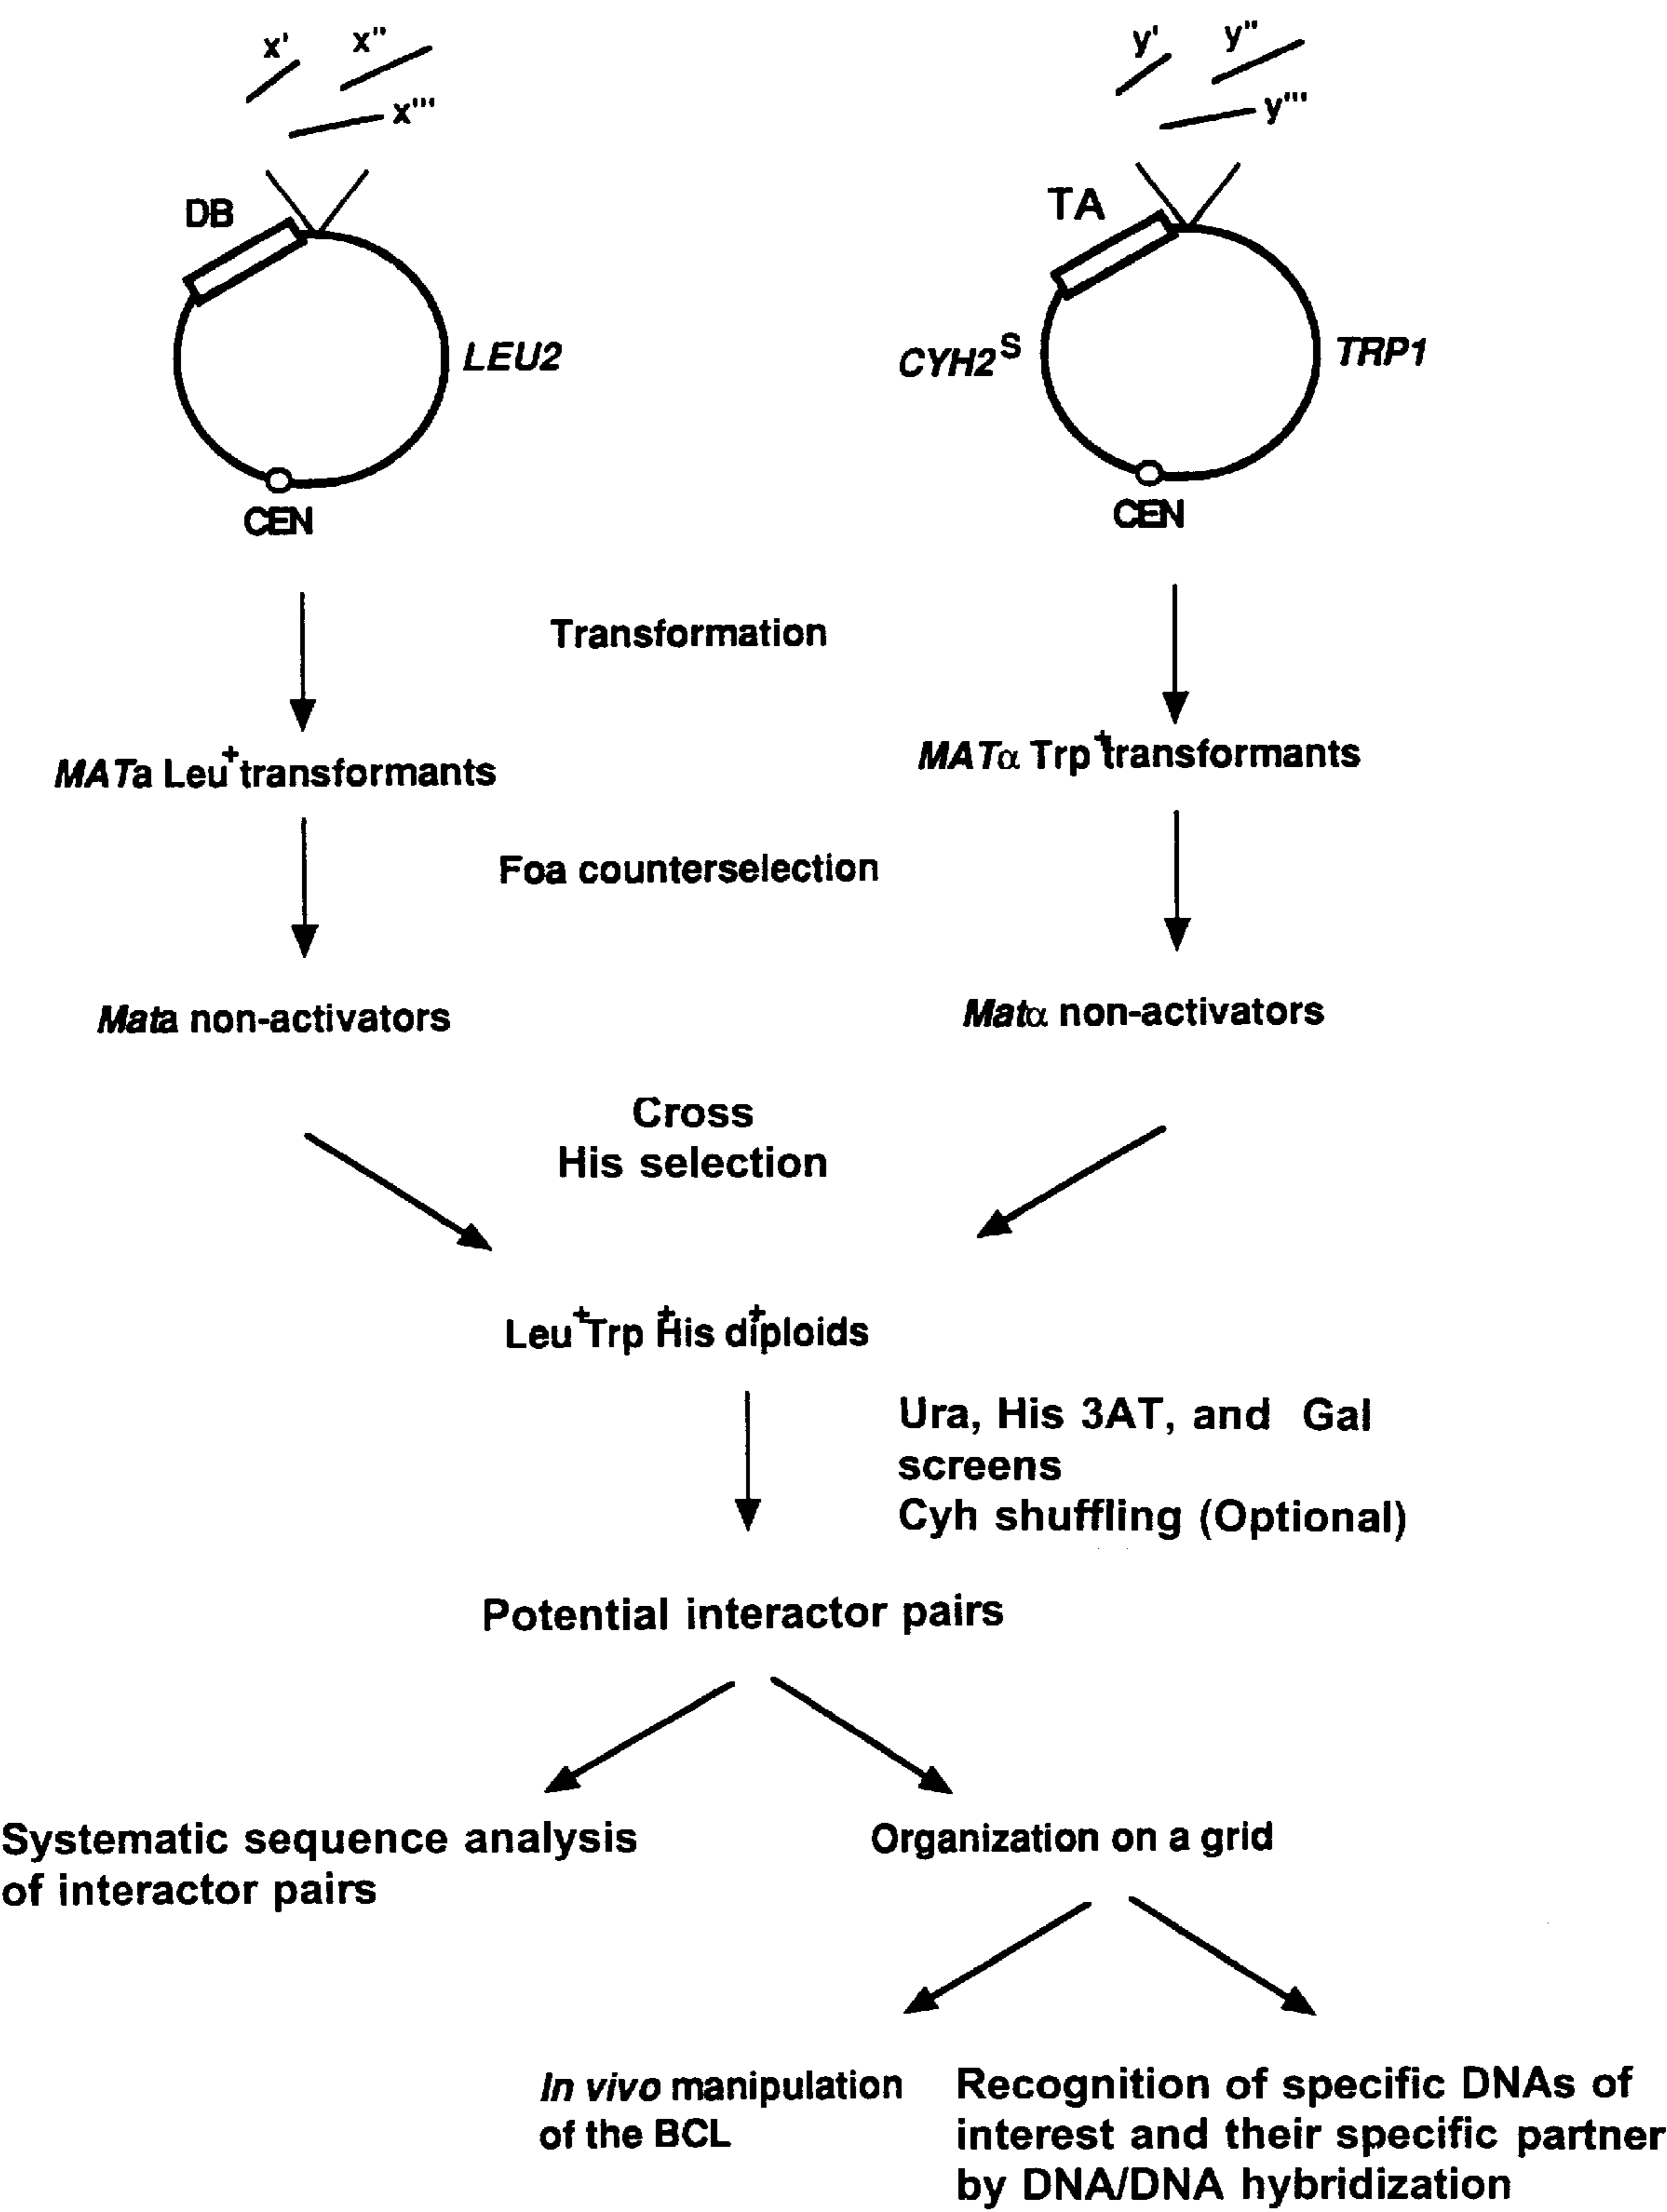 x' x''
x'''
y' y''
y'''
DB
TA
LEU2
CYH2S
TRP1
CEN
CEN
Transformation
MATa Leu+transformants
MATα Trp+transformants
Foa counterselection
Mata non-activators
Matα non-activators
Cross
His selection
Leu+Trp+His+diploids
Ura, His 3AT, and Gal
screens
Cyh shuffling (Optional)
Potential interactor pairs
Systematic sequence analysis
of interactor pairs
Organization on a grid
In vivo manipulation
of the BCL
Recognition of specific DNAs of
interest and their specific partner
by DNA/DNA hybridization